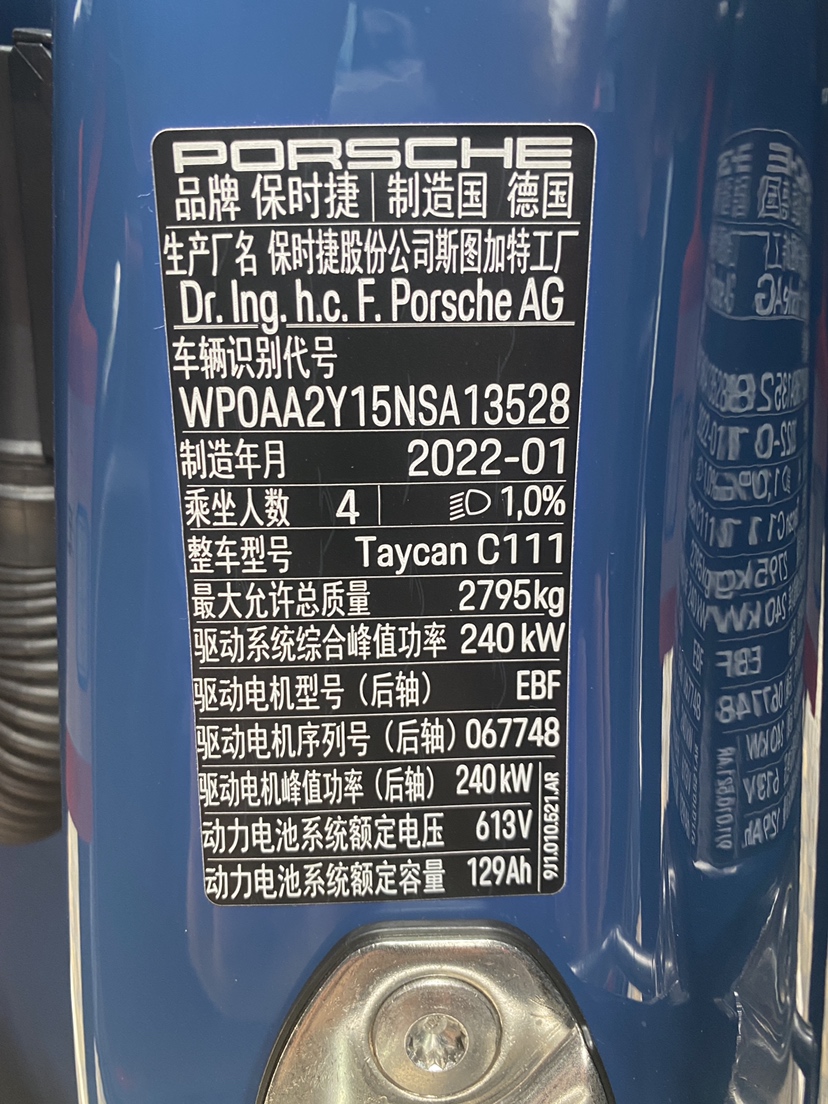 PORSCHE
品牌 保时捷 制造国 德国
生产厂名 保时捷股份公司斯图加特工厂
Dr. Ing. h.c. F. Porsche AG
车辆识别代号
WP0AA2Y15NSA13528
制造年月 2022-01
乘坐人数 4 1,0%
整车型号 Taycan C111
最大允许总质量 2795kg
驱动系统综合峰值功率 240 kW
驱动电机型号（后轴） EBF
驱动电机序列号（后轴） 067748
驱动电机峰值功率（后轴） 240 kW
动力电池系统额定电压 613V
动力电池系统额定容量 129Ah
9J1.010.521.AR